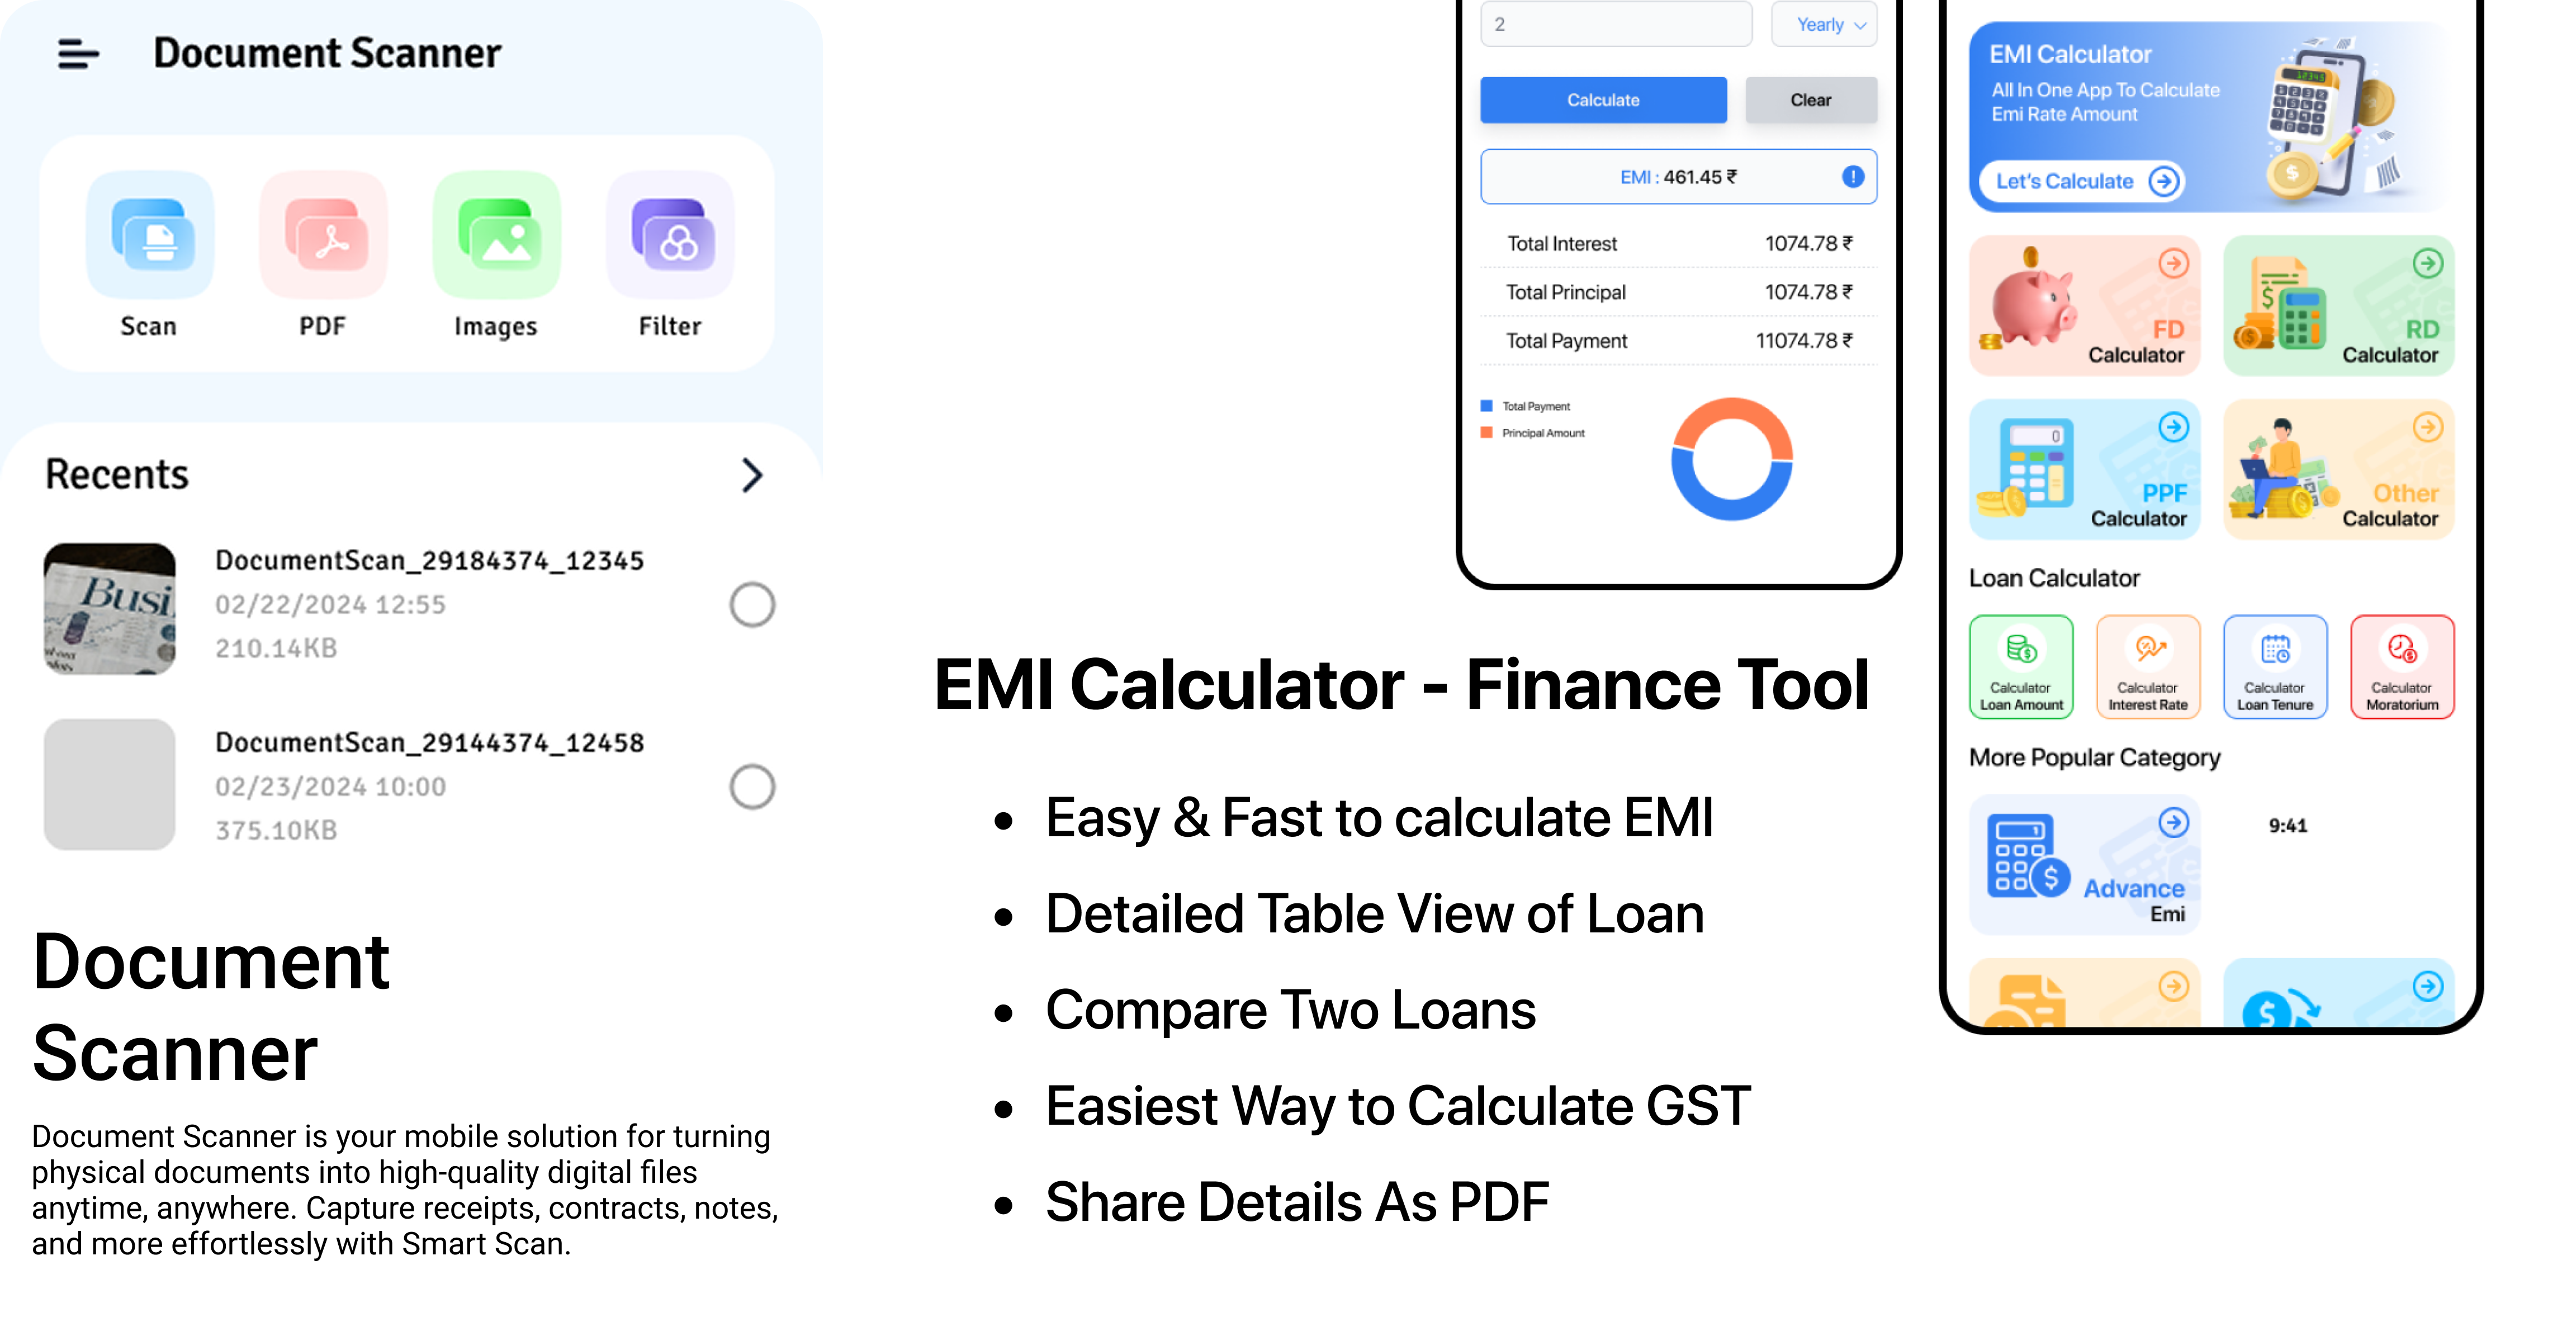 Document Scanner
Scan
PDF
Images
Filter
Recents
DocumentScan_29184374_12345
02/22/2024 12:55
210.14KB
DocumentScan_29144374_12458
02/23/2024 10:00
375.10KB
Document
Scanner
Document Scanner is your mobile solution for turning
physical documents into high-quality digital files
anytime, anywhere. Capture receipts, contracts, notes,
and more effortlessly with Smart Scan.
2
Yearly
Calculate
Clear
EMI : 461.45 ₹
Total Interest 1074.78 ₹
Total Principal 1074.78 ₹
Total Payment 11074.78 ₹
Total Payment
Principal Amount
EMI Calculator - Finance Tool
• Easy & Fast to calculate EMI
• Detailed Table View of Loan
• Compare Two Loans
• Easiest Way to Calculate GST
• Share Details As PDF
EMI Calculator
All In One App To Calculate
Emi Rate Amount
Let's Calculate
FD
Calculator
RD
Calculator
PPF
Calculator
Other
Calculator
Loan Calculator
Calculator
Loan Amount
Calculator
Interest Rate
Calculator
Loan Tenure
Calculator
Moratorium
More Popular Category
Advance
Emi
9:41